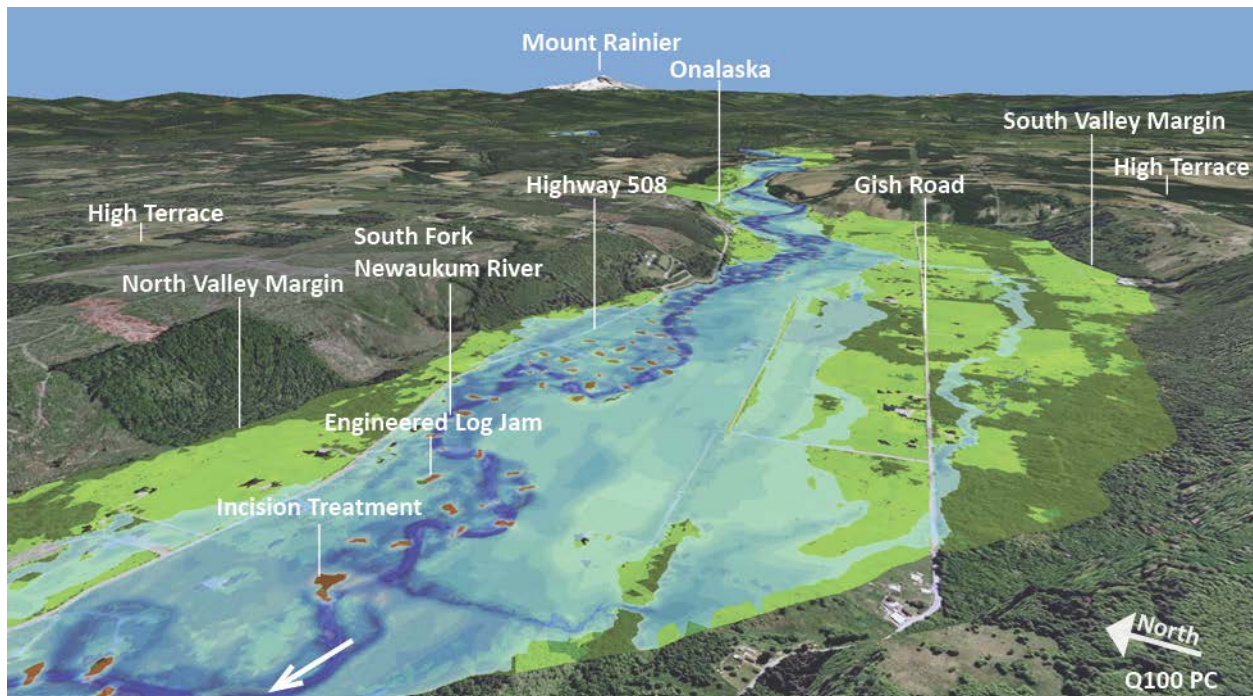 Mount Rainier
Onalaska
South Valley Margin
High Terrace
Highway 508
Gish Road
High Terrace
South Fork
Newaukum River
North Valley Margin
Engineered Log Jam
Incision Treatment
North
Q100 PC